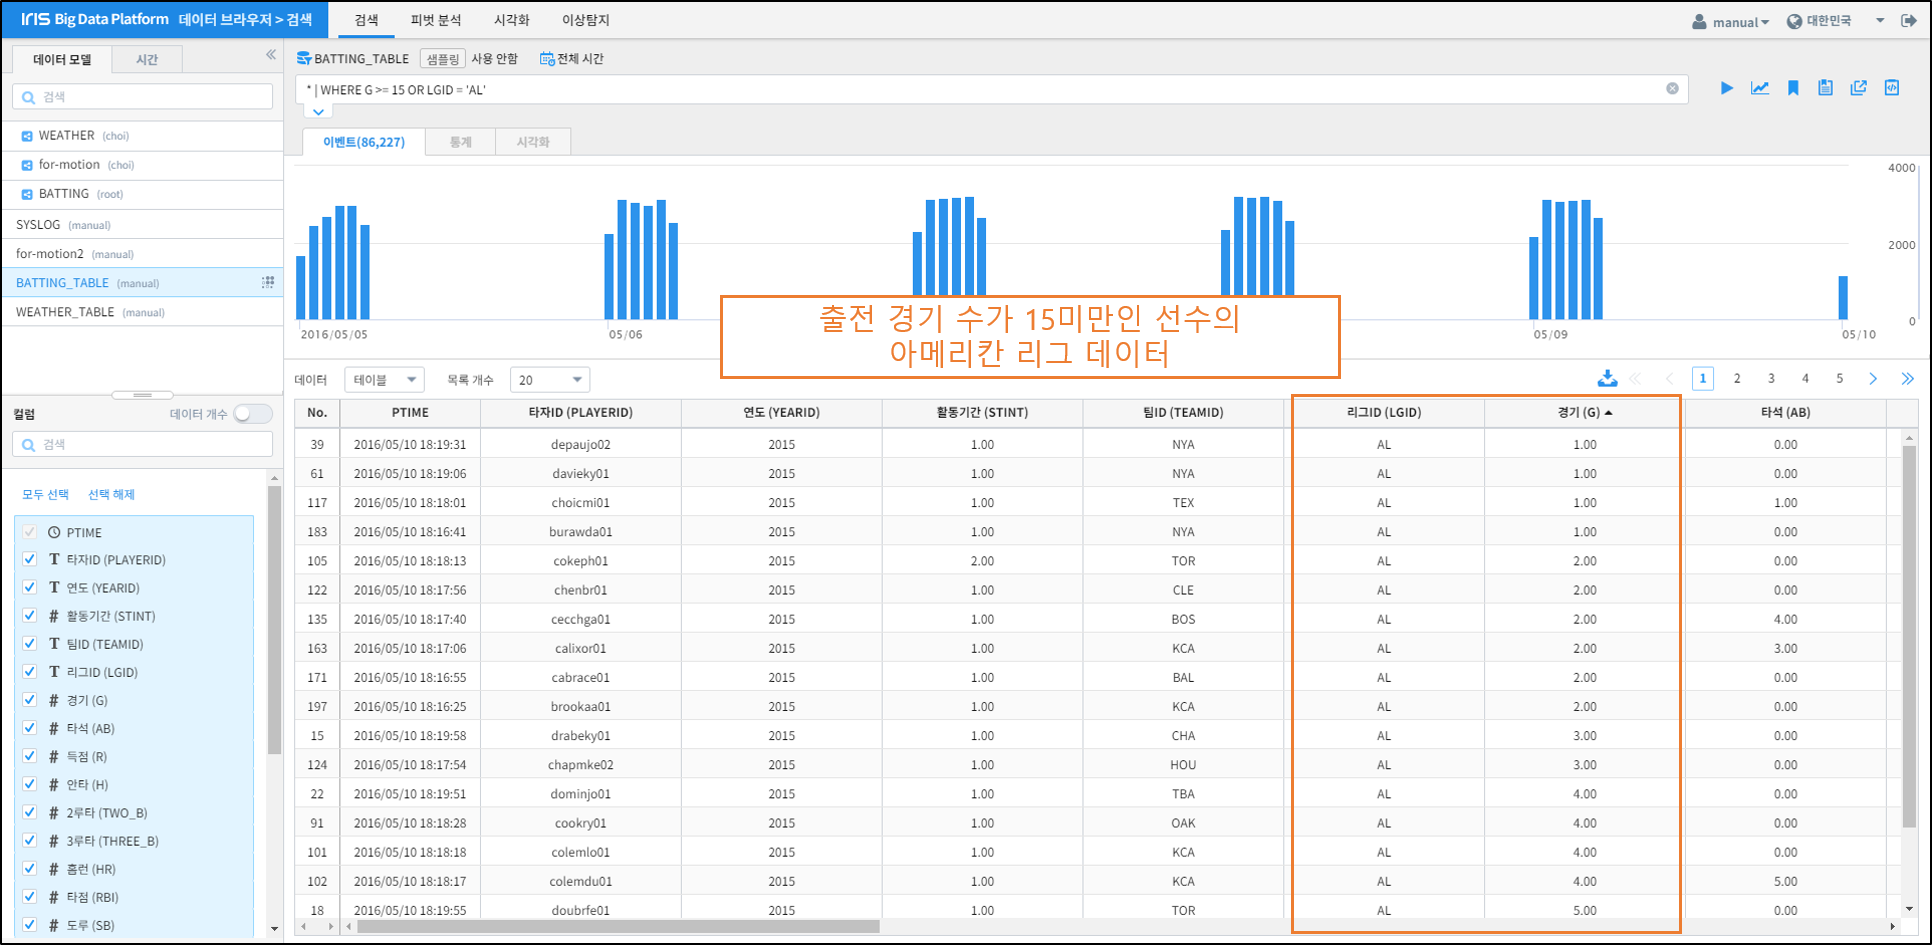 IRIS Big Data Platform 데이터 브라우저 > 검색 검색 피벗 분석 시각화 이상탐지 manual 대한민국
데이터 모델 시간
검색
WEATHER (choi)
for-motion (choi)
BATTING (root)
SYSLOG (manual)
for-motion2 (manual)
BATTING_TABLE (manual)
WEATHER_TABLE (manual)
컬럼 데이터 개수
검색
모두 선택 선택 해제
PTIME
T 타자ID (PLAYERID)
T 연도 (YEARID)
# 활동기간 (STINT)
T 팀ID (TEAMID)
T 리그ID (LGID)
# 경기 (G)
# 타석 (AB)
# 득점 (R)
# 안타 (H)
# 2루타 (TWO_B)
# 3루타 (THREE_B)
# 홈런 (HR)
# 타점 (RBI)
# 도루 (SB)
BATTING_TABLE 샘플링 사용 안함 전체 시간
* | WHERE G >= 15 OR LGID = 'AL'
이벤트(86,227) 통계 시각화
4000
2000
0
2016/05/05 05/06 05/09 05/10
출전 경기 수가 15미만인 선수의
아메리칸 리그 데이터
데이터 테이블 목록 개수 20 1 2 3 4 5
No. PTIME 타자ID (PLAYERID) 연도 (YEARID) 활동기간 (STINT) 팀ID (TEAMID) 리그ID (LGID) 경기 (G) 타석 (AB)
39 2016/05/10 18:19:31 depaujo02 2015 1.00 NYA AL 1.00 0.00
61 2016/05/10 18:19:06 davieky01 2015 1.00 NYA AL 1.00 0.00
117 2016/05/10 18:18:01 choicmi01 2015 1.00 TEX AL 1.00 1.00
183 2016/05/10 18:16:41 burawda01 2015 1.00 NYA AL 1.00 0.00
105 2016/05/10 18:18:13 cokeph01 2015 2.00 TOR AL 2.00 0.00
122 2016/05/10 18:17:56 chenbr01 2015 1.00 CLE AL 2.00 0.00
135 2016/05/10 18:17:40 cecchga01 2015 1.00 BOS AL 2.00 4.00
163 2016/05/10 18:17:06 calixor01 2015 1.00 KCA AL 2.00 3.00
171 2016/05/10 18:16:55 cabrace01 2015 1.00 BAL AL 2.00 0.00
197 2016/05/10 18:16:25 brookaa01 2015 1.00 KCA AL 2.00 0.00
15 2016/05/10 18:19:58 drabeky01 2015 1.00 CHA AL 3.00 0.00
124 2016/05/10 18:17:54 chapmke02 2015 1.00 HOU AL 3.00 0.00
22 2016/05/10 18:19:51 dominjo01 2015 1.00 TBA AL 4.00 0.00
91 2016/05/10 18:18:28 cookry01 2015 1.00 OAK AL 4.00 0.00
101 2016/05/10 18:18:18 colemlo01 2015 1.00 KCA AL 4.00 0.00
102 2016/05/10 18:18:17 colemdu01 2015 1.00 KCA AL 4.00 5.00
18 2016/05/10 18:19:55 doubrfe01 2015 1.00 TOR AL 5.00 0.00